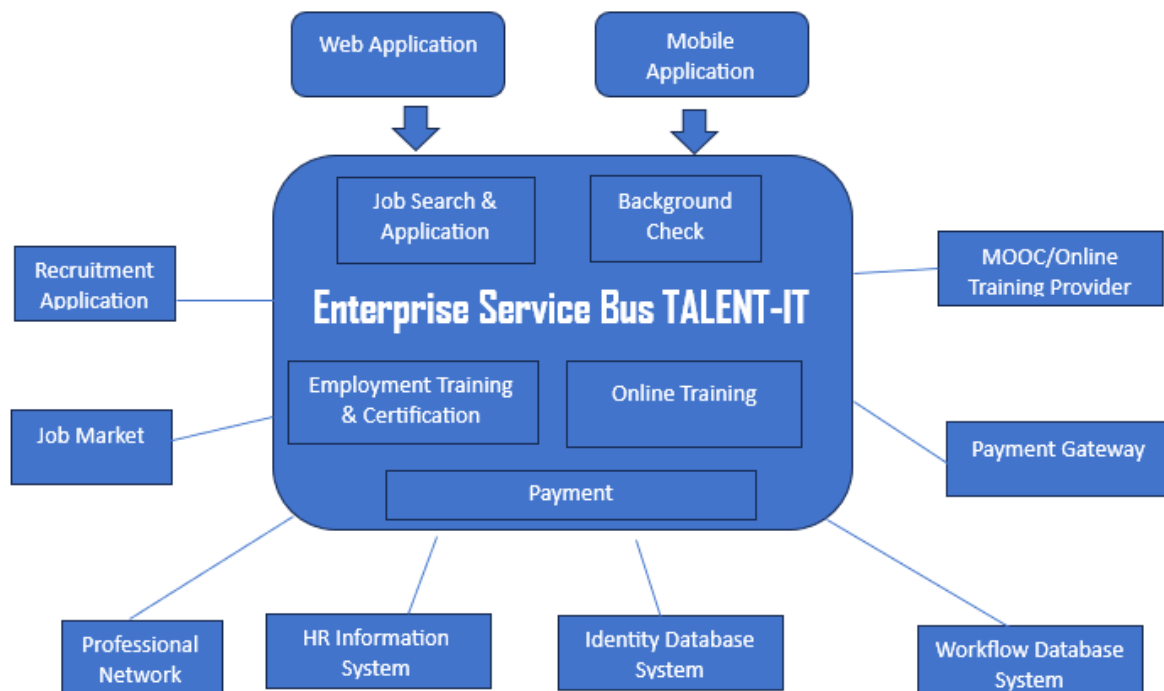 Web Application
Mobile
Application
Job Search &
Application
Background
Check
Recruitment
Application
MOOC/Online
Training Provider
Enterprise Service Bus TALENT-IT
Employment Training
& Certification
Online Training
Job Market
Payment Gateway
Payment
Professional
Network
HR Information
System
Identity Database
System
Workflow Database
System